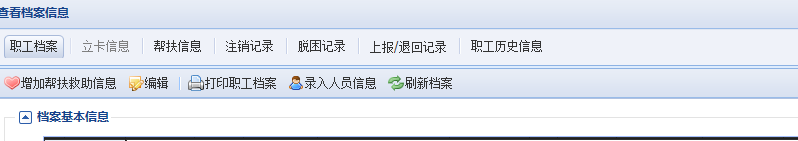 查看档案信息
职工档案 立卡信息 帮扶信息 注销记录 脱困记录 上报/退回记录 职工历史信息
增加帮扶救助信息 编辑 打印职工档案 录入人员信息 刷新档案
档案基本信息